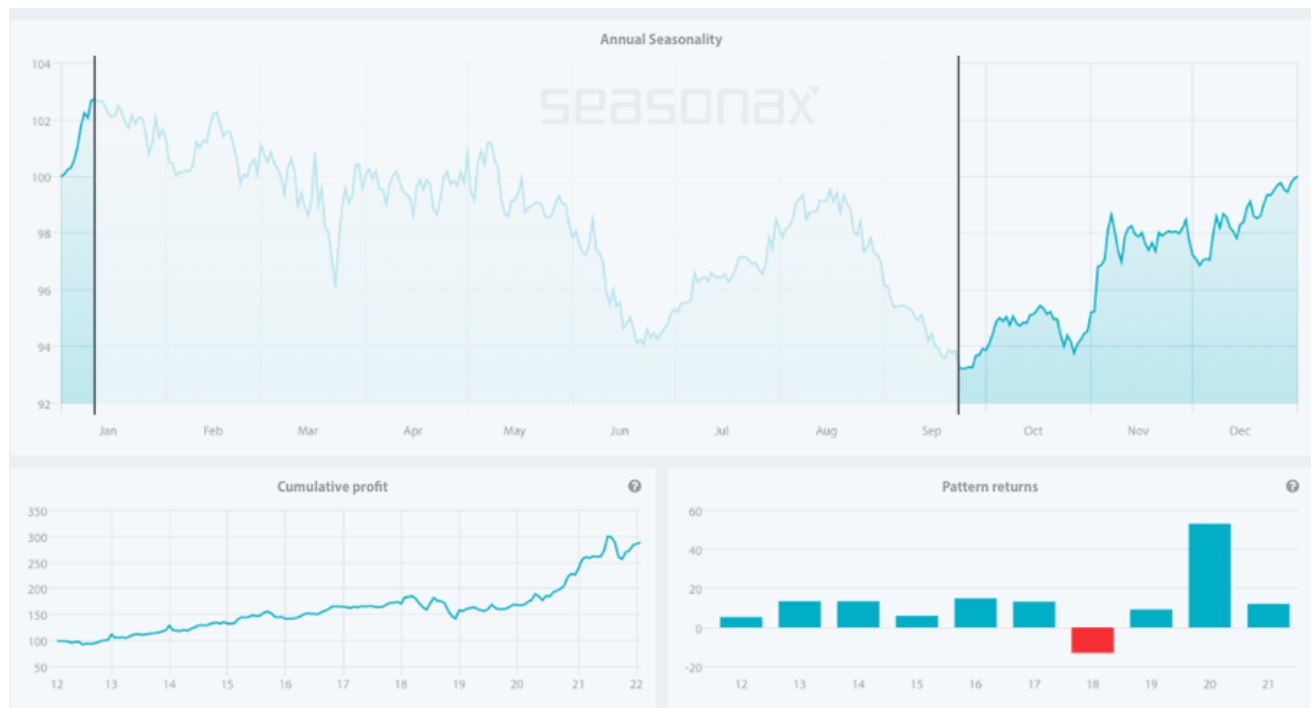 Annual Seasonality
seasonax
104
102
100
98
96
94
92
Jan Feb Mar Apr May Jun Jul Aug Sep Oct Nov Dec
Cumulative profit ?
350
300
250
200
150
100
50
12 13 14 15 16 17 18 19 20 21 22
Pattern returns ?
60
40
20
0
-20
12 13 14 15 16 17 18 19 20 21